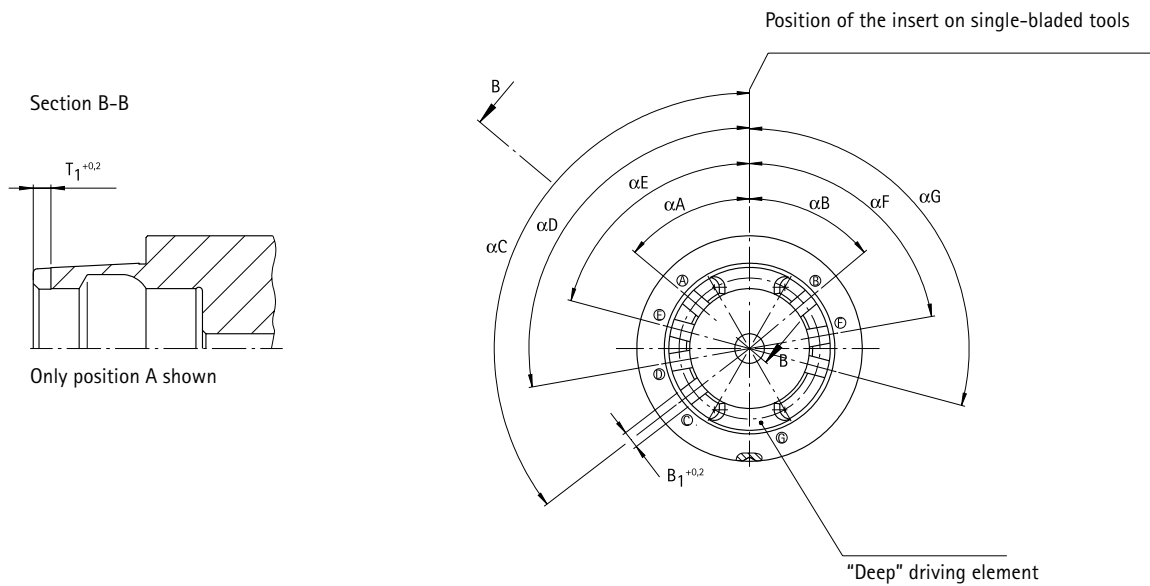 Position of the insert on single-bladed tools
B
Section B-B
T1 +0,2
αE
αA
αB
αF
αG
αD
αC
A
B
E
F
B
D
Only position A shown
C
G
B1 +0,2
"Deep" driving element